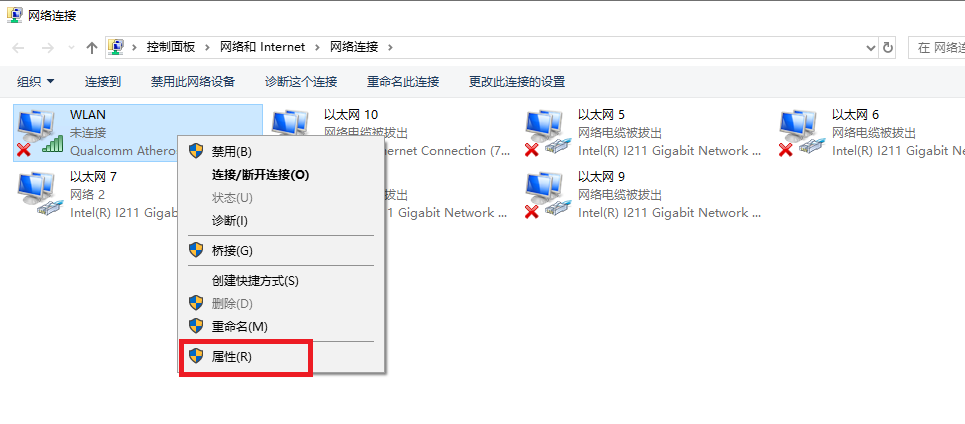 网络连接
控制面板 网络和 Internet 网络连接
在 网络
组织 连接到 禁用此网络设备 诊断这个连接 重命名此连接 更改此连接的设置
WLAN
未连接
Qualcomm Athero
以太网 10
网络电缆被拔出
ernet Connection (7...
以太网 5
网络电缆被拔出
Intel(R) I211 Gigabit Network ...
以太网 6
网络电缆被拔出
Intel(R) I211 Gigabit Netw
以太网 7
网络 2
Intel(R) I211 Gigab
被拔出
I211 Gigabit Network ...
以太网 9
网络电缆被拔出
Intel(R) I211 Gigabit Network ...
禁用(B)
连接/断开连接(O)
状态(U)
诊断(I)
桥接(G)
创建快捷方式(S)
删除(D)
重命名(M)
属性(R)